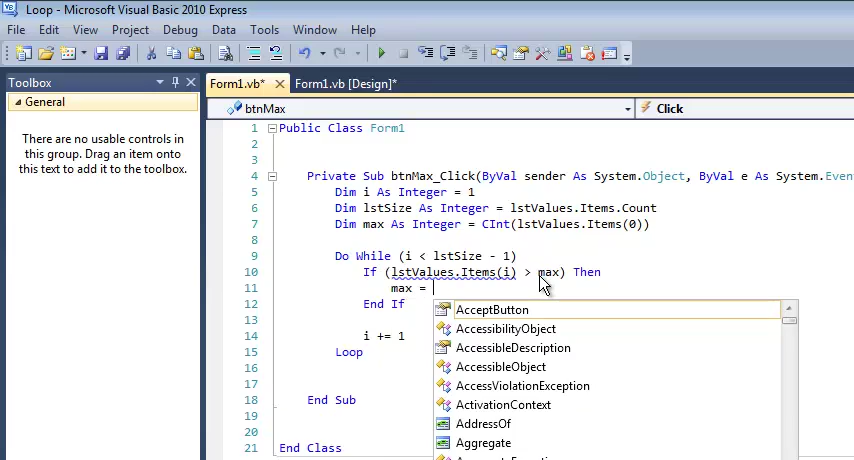 Loop - Microsoft Visual Basic 2010 Express
File Edit View Project Debug Data Tools Window Help
Toolbox
General
There are no usable controls in
this group. Drag an item onto
this text to add it to the toolbox.
Form1.vb* Form1.vb [Design]*
btnMax Click
1 Public Class Form1
2
3
4 Private Sub btnMax_Click(ByVal sender As System.Object, ByVal e As System.Even
5 Dim i As Integer = 1
6 Dim lstSize As Integer = lstValues.Items.Count
7 Dim max As Integer = CInt(lstValues.Items(0))
8
9 Do While (i < lstSize - 1)
10 If (lstValues.Items(i) > max) Then
11 max =
12 End If
13
14 i += 1
15 Loop
16
17
18 End Sub
19
20
21 End Class
AcceptButton
AccessibilityObject
AccessibleDescription
AccessibleObject
AccessViolationException
ActivationContext
AddressOf
Aggregate